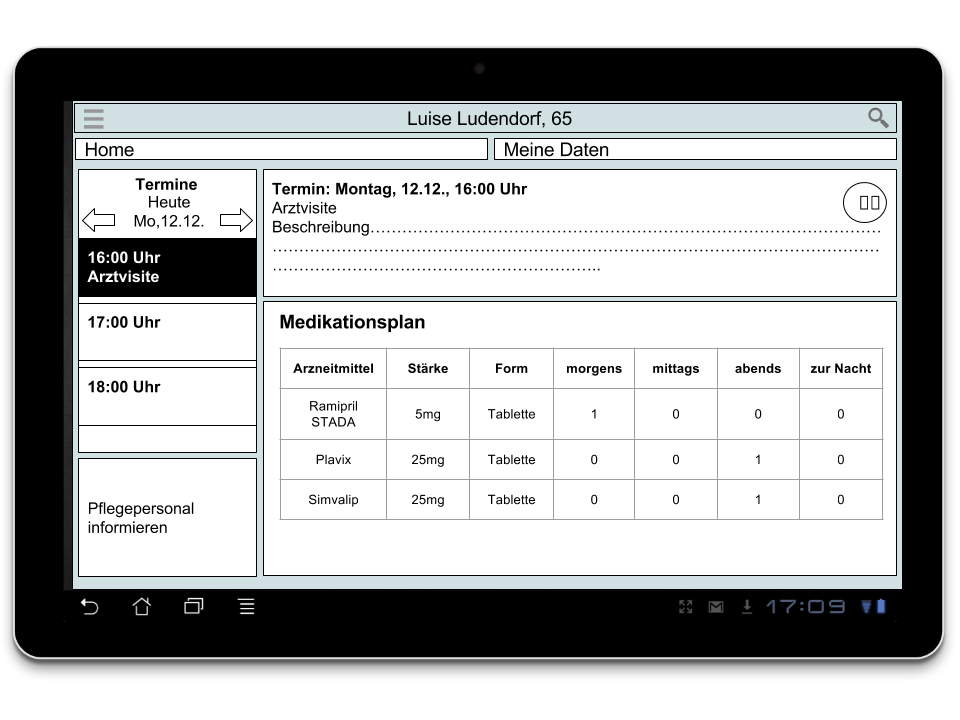 Luise Ludendorf, 65
Home
Meine Daten
Termine
Heute
Mo,12.12.
16:00 Uhr
Arztvisite
17:00 Uhr
18:00 Uhr
Pflegepersonal
informieren
Termin: Montag, 12.12., 16:00 Uhr
Arztvisite
Beschreibung……………………………………………………………………………………
……………………………………………………………………………………………………
……………………………………………………..
Medikationsplan
Arzneitmittel Stärke Form morgens mittags abends zur Nacht
Ramipril
STADA 5mg Tablette 1 0 0 0
Plavix 25mg Tablette 0 0 1 0
Simvalip 25mg Tablette 0 0 1 0
17:09